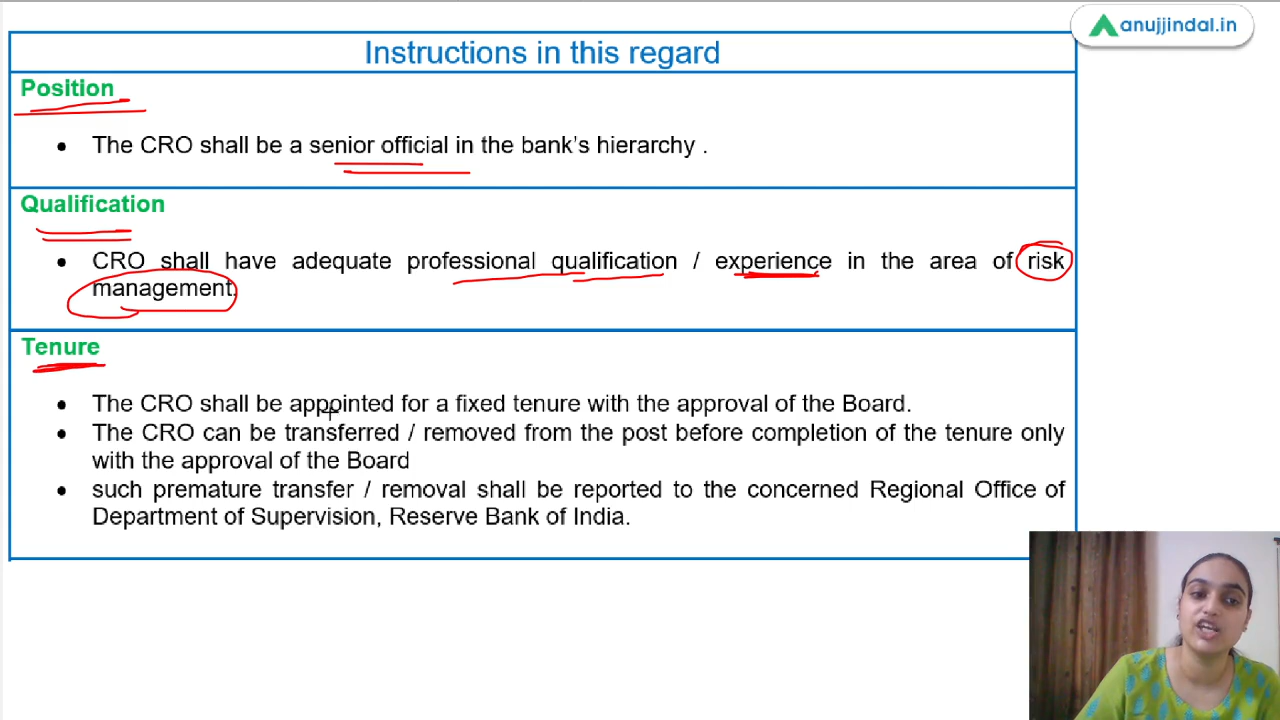 anujjindal.in
Instructions in this regard
Position
• The CRO shall be a senior official in the bank's hierarchy .
Qualification
• CRO shall have adequate professional qualification / experience in the area of risk
management.
Tenure
• The CRO shall be appointed for a fixed tenure with the approval of the Board.
• The CRO can be transferred / removed from the post before completion of the tenure only
with the approval of the Board
• such premature transfer / removal shall be reported to the concerned Regional Office of
Department of Supervision, Reserve Bank of India.